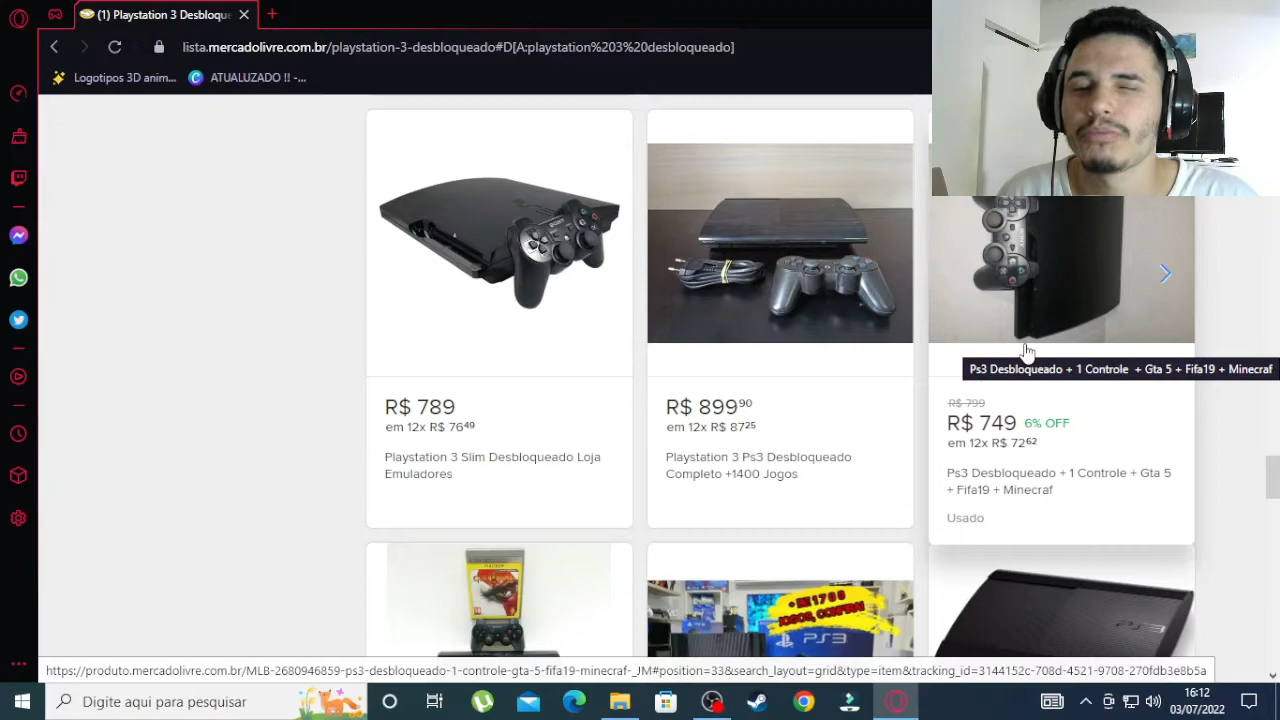 (1) Playstation 3 Desbloque
lista.mercadolivre.com.br/playstation-3-desbloqueado#D[A:playstation%203%20desbloqueado]
Logotipos 3D anim...
ATUALUZADO !! -...
Ps3 Desbloqueado + 1 Controle + Gta 5 + Fifa19 + Minecraf
R$ 789
em 12x R$ 76 49
Playstation 3 Slim Desbloqueado Loja
Emuladores
R$ 899 90
em 12x R$ 87 25
Playstation 3 Ps3 Desbloqueado
Completo +1400 Jogos
R$ 799
R$ 749 6% OFF
em 12x R$ 72 62
Ps3 Desbloqueado + 1 Controle + Gta 5
+ Fifa19 + Minecraf
Usado
JOGOS, CONFIRA!
PS3
PS3
https://produto.mercadolivre.com.br/MLB-2680946859-ps3-desbloqueado-1-controle-gta-5-fifa19-minecraf-_JM#position=33&search_layout=grid&type=item&tracking_id=3144152c-708d-4521-9708-270fdb3e8b5a
Digite aqui para pesquisar
16:12
03/07/2022